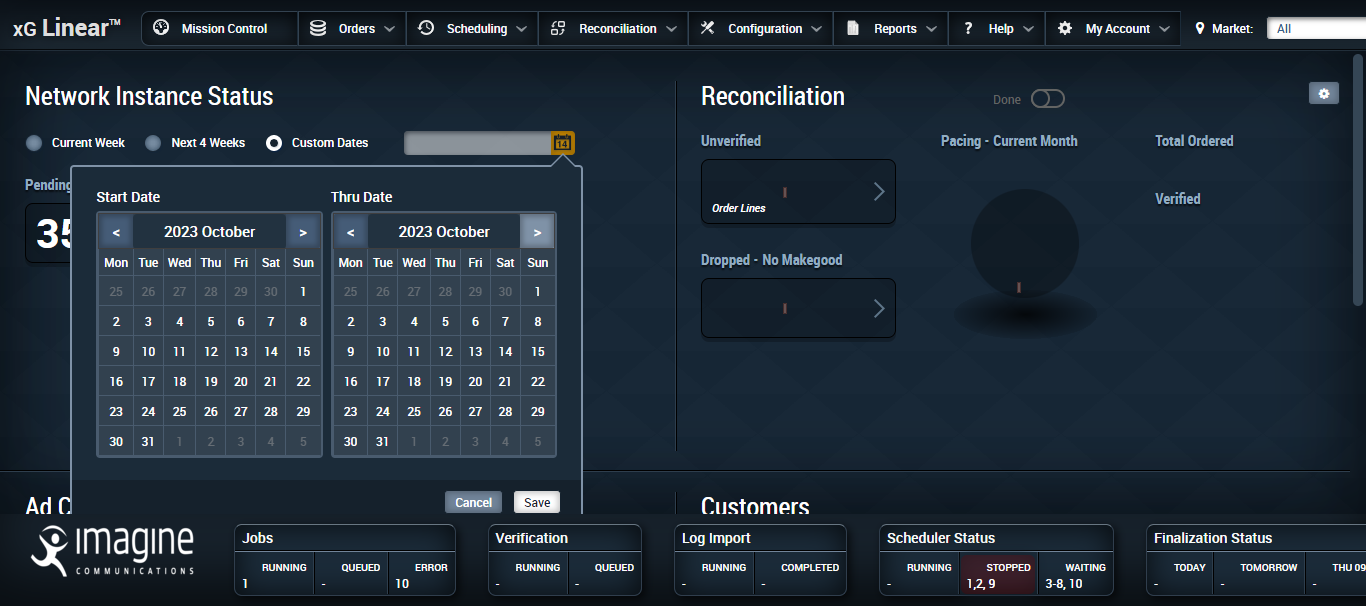 xG Linear™ Mission Control Orders Scheduling Reconciliation Configuration Reports ? Help My Account Market: All
Network Instance Status
Current Week Next 4 Weeks Custom Dates 14
Pending
35
Start Date
< 2023 October >
Mon Tue Wed Thu Fri Sat Sun
25 26 27 28 29 30 1
2 3 4 5 6 7 8
9 10 11 12 13 14 15
16 17 18 19 20 21 22
23 24 25 26 27 28 29
30 31 1 2 3 4 5
Thru Date
< 2023 October >
Mon Tue Wed Thu Fri Sat Sun
25 26 27 28 29 30 1
2 3 4 5 6 7 8
9 10 11 12 13 14 15
16 17 18 19 20 21 22
23 24 25 26 27 28 29
30 31 1 2 3 4 5
Cancel Save
Reconciliation
Done
Unverified
Order Lines
Dropped - No Makegood
Pacing - Current Month
Total Ordered
Verified
Ad C
Customers
imagine
COMMUNICATIONS
Jobs
RUNNING QUEUED ERROR
1 - 10
Verification
RUNNING QUEUED
- -
Log Import
RUNNING COMPLETED
- -
Scheduler Status
RUNNING STOPPED WAITING
- 1,2, 9 3-8, 10
Finalization Status
TODAY TOMORROW THU 09
- - -